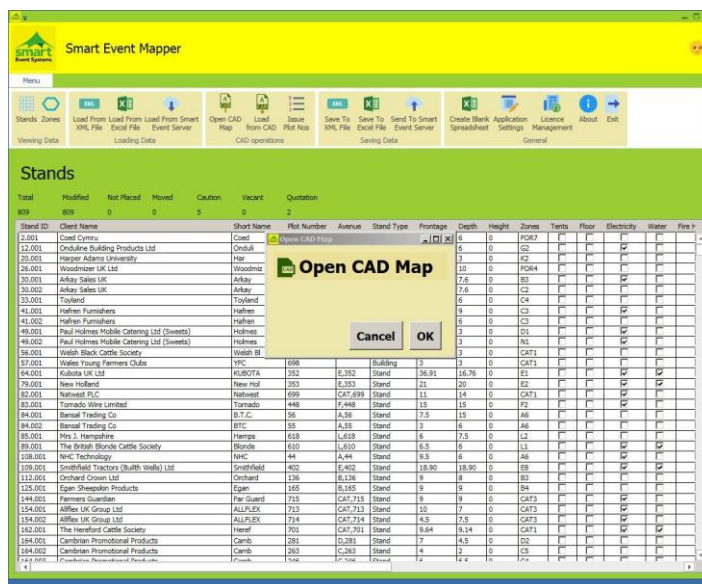 smart
Event Systems
Smart Event Mapper
Menu
Stands Zones
Load From XML File
Load From Excel File
Load From Smart Event Server
Open CAD Map
Load from CAD
Issue Plot Nos
Save To XML File
Save To Excel File
Send To Smart Event Server
Create Blank Spreadsheet
Application Settings
Licence Management
About
Exit
Viewing Data
Loading Data
CAD operations
Saving Data
General
Stands
Total Modified Not Placed Moved Caution Vacant Quotation
809 809 0 0 5 0 2
Stand ID Client Name Short Name Plot Number Avenue Stand Type Frontage Depth Height Zones Tents Floor Electricity Water
2.001 Coed Cymru Coed 6 0 FOR7
12.001 Onduline Building Products Ltd Onduli 6 0 G2
20.001 Harper Adams University Har 3 0 K2
26.001 Woodmizer UK Ltd Woodmiz 10 0 FOR4
30.001 Arkay Sales UK Arkay 7.6 0 B3
30.002 Arkay Sales UK Arkay 7.6 0 C2
33.001 Toyland Toyland 6 0 C4
41.001 Hafren Furnishers Hafren 9 0 C3
41.002 Hafren Furnishers Hafren 6 0 C3
49.001 Paul Holmes Mobile Catering Ltd (Sweets) Holmes 3 0 D1
49.002 Paul Holmes Mobile Catering Ltd (Sweets) Holmes 3 0 N1
56.001 Welsh Black Cattle Society Welsh Bl 3 0 CAT1
57.001 Wales Young Farmers Clubs YFC 698 Building 3 3 0 CAT1
64.001 Kubota UK Ltd KUBOTA 352 E,352 Stand 36.91 16.76 0 E1
79.001 New Holland New Hol 353 E,353 Stand 21 20 0 E2
82.001 Natwest PLC Natwest 699 CAT,699 Stand 11 14 0 CAT1
83.001 Tornado Wire Limited Tornado 448 F,448 Stand 15 15 0 F2
84.001 Bansal Trading Co B.T.C. 56 A,56 Stand 7.5 15 0 A6
84.002 Bansal Trading Co BTC 55 A,55 Stand 3 6 0 A6
85.001 Mrs J. Hampshire Hamps 618 L,618 Stand 6 7.5 0 L2
89.001 The British Blonde Cattle Society Blonde 610 L,610 Stand 6.5 6 0 L1
108.001 NHC Technology NHC 44 A,44 Stand 9.5 6 0 A6
109.001 Smithfield Tractors (Builth Wells) Ltd Smithfield 402 E,402 Stand 18.90 18.90 0 E8
112.001 Orchard Crown Ltd Orchard 136 B,136 Stand 9 8 0 B3
125.001 Egan Sheepskin Products Egan 165 B,165 Stand 9 9 0 B4
144.001 Farmers Guardian Far Guard 715 CAT,715 Stand 9 9 0 CAT3
154.001 Allflex UK Group Ltd ALLFLEX 713 CAT,713 Stand 10 7 0 CAT3
154.002 Allflex UK Group Ltd ALLFLEX 714 CAT,714 Stand 4.5 7.5 0 CAT3
162.001 The Hereford Cattle Society Heref 701 CAT,701 Stand 9.64 9.14 0 CAT1
164.001 Cambrian Promotional Products Camb 281 D,281 Stand 7 4.5 0 D2
164.002 Cambrian Promotional Products Camb 263 C,263 Stand 4 2 0 C5
Open CAD Map
CAD Open CAD Map
Cancel OK